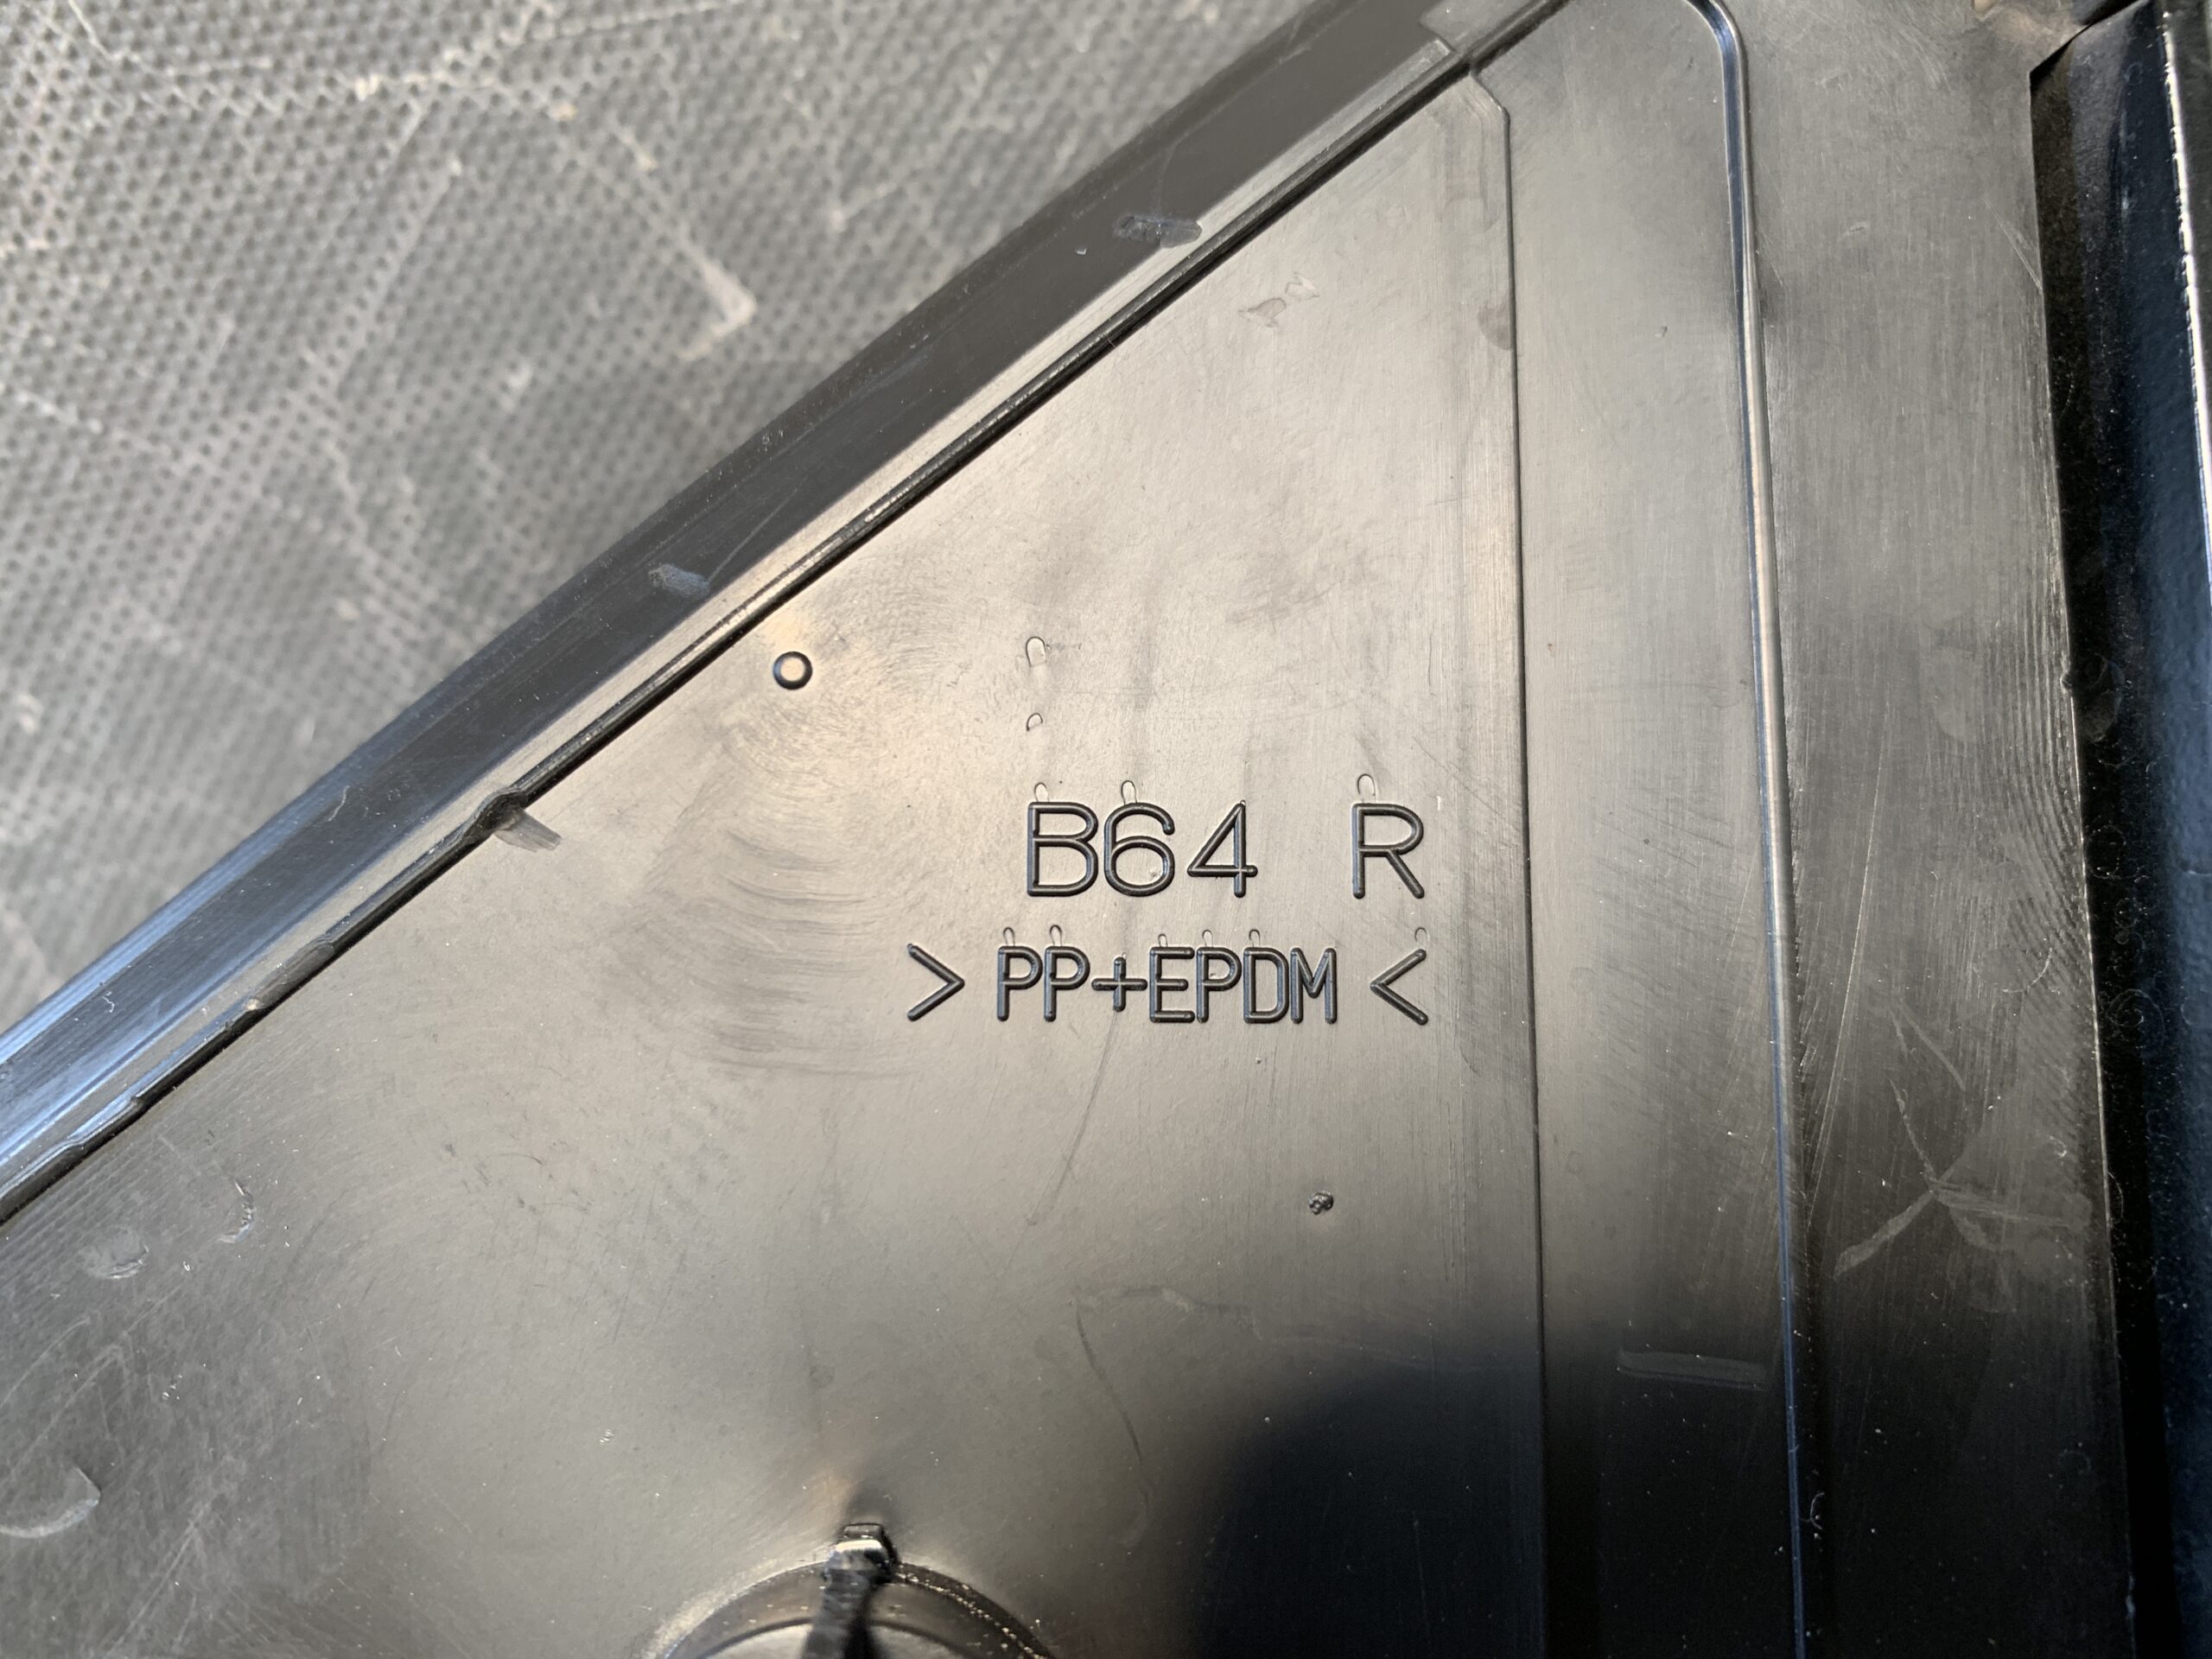 B64 R
> PP+EPDM <